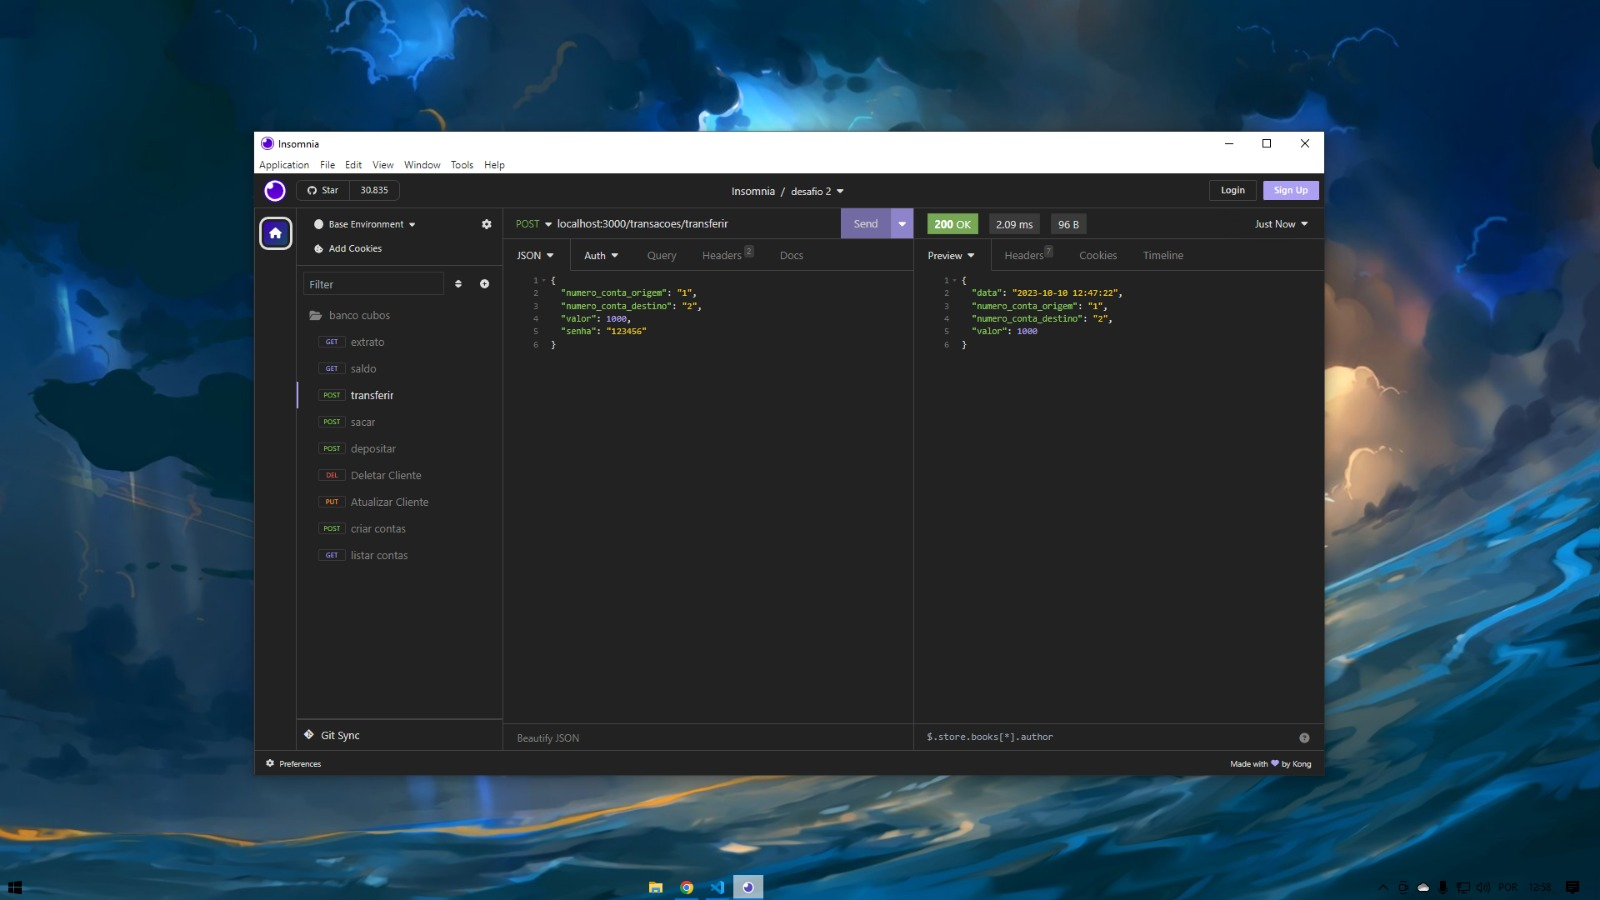 Insomnia
Application File Edit View Window Tools Help
Star 30.835
Insomnia / desafio 2
Login Sign Up
Base Environment
Add Cookies
Filter
banco cubos
GET extrato
GET saldo
POST transferir
POST sacar
POST depositar
DEL Deletar Cliente
PUT Atualizar Cliente
POST criar contas
GET listar contas
Git Sync
POST localhost:3000/transacoes/transferir Send
JSON Auth Query Headers 2 Docs
1 {
2 "numero_conta_origem": "1",
3 "numero_conta_destino": "2",
4 "valor": 1000,
5 "senha": "123456"
6 }
Beautify JSON
200 OK 2.09 ms 96 B Just Now
Preview Headers 7 Cookies Timeline
1 {
2 "data": "2023-10-10 12:47:22",
3 "numero_conta_origem": "1",
4 "numero_conta_destino": "2",
5 "valor": 1000
6 }
$.store.books[*].author
Preferences
Made with by Kong
POR 12:53